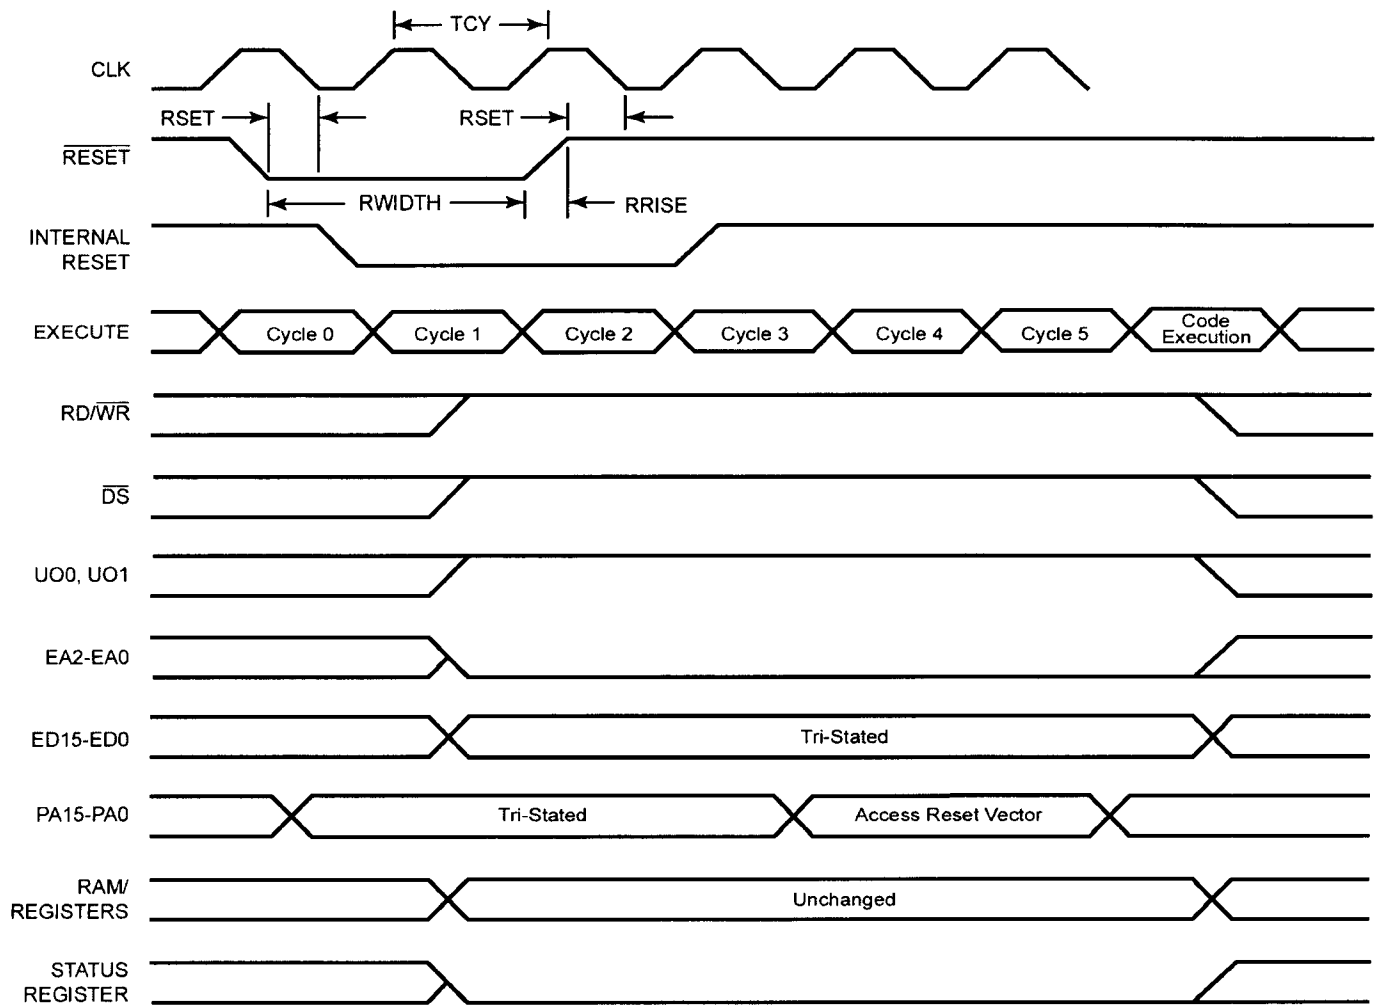 TCY
CLK
RSET
RSET
RESET
RWIDTH
RRISE
INTERNAL
RESET
EXECUTE
Cycle 0
Cycle 1
Cycle 2
Cycle 3
Cycle 4
Cycle 5
Code
Execution
RD/WR
DS
UO0, UO1
EA2-EA0
ED15-ED0
Tri-Stated
PA15-PA0
Tri-Stated
Access Reset Vector
RAM/
REGISTERS
Unchanged
STATUS
REGISTER